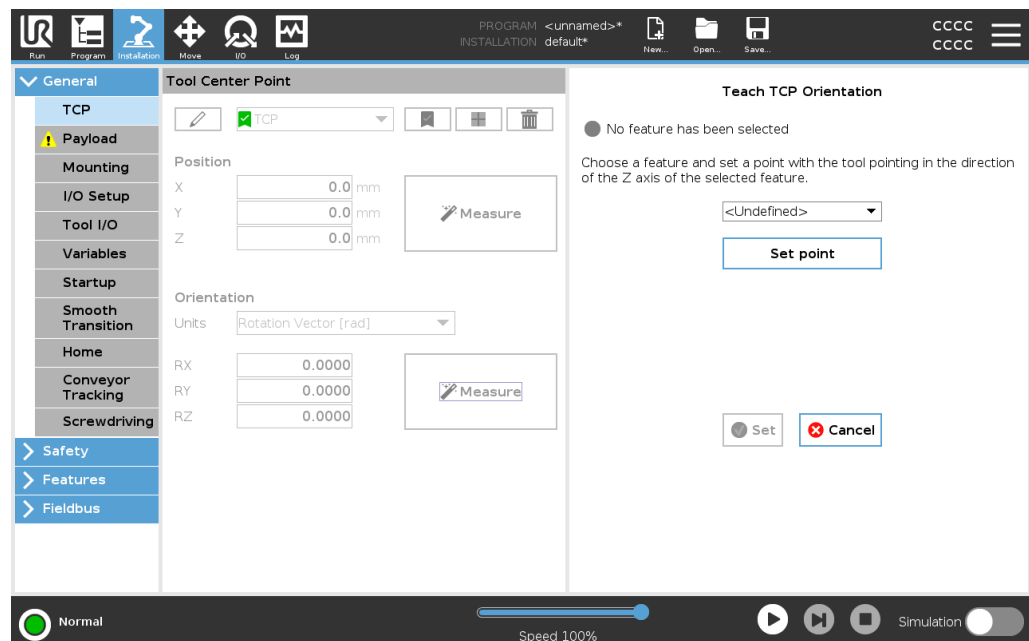 UR
PROGRAM <unnamed>*
INSTALLATION default*
CCCC
CCCC
Run
Program
Installation
Move
I/O
Log
New...
Open...
Save...
General
TCP
Payload
Mounting
I/O Setup
Tool I/O
Variables
Startup
Smooth
Transition
Home
Conveyor
Tracking
Screwdriving
Safety
Features
Fieldbus
Tool Center Point
TCP
Position
X 0.0 mm
Y 0.0 mm
Z 0.0 mm
Measure
Orientation
Units Rotation Vector [rad]
RX 0.0000
RY 0.0000
RZ 0.0000
Measure
Teach TCP Orientation
No feature has been selected
Choose a feature and set a point with the tool pointing in the direction
of the Z axis of the selected feature.
<Undefined>
Set point
Set
Cancel
Normal
Speed 100%
Simulation